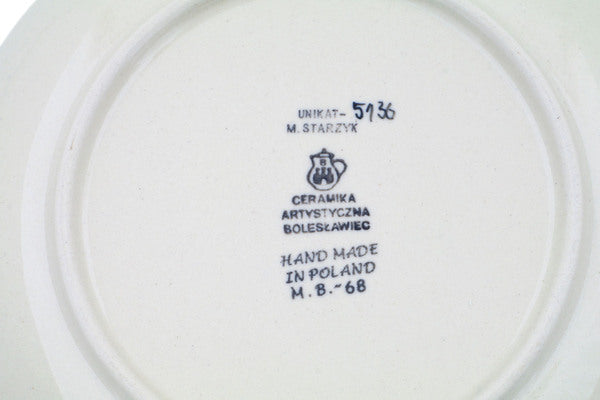 UNIKAT- 5136
M. STARZYK
B
CERAMIKA
ARTYSTYCZNA
BOLESŁAWIEC
HAND MADE
IN POLAND
M.B.-68